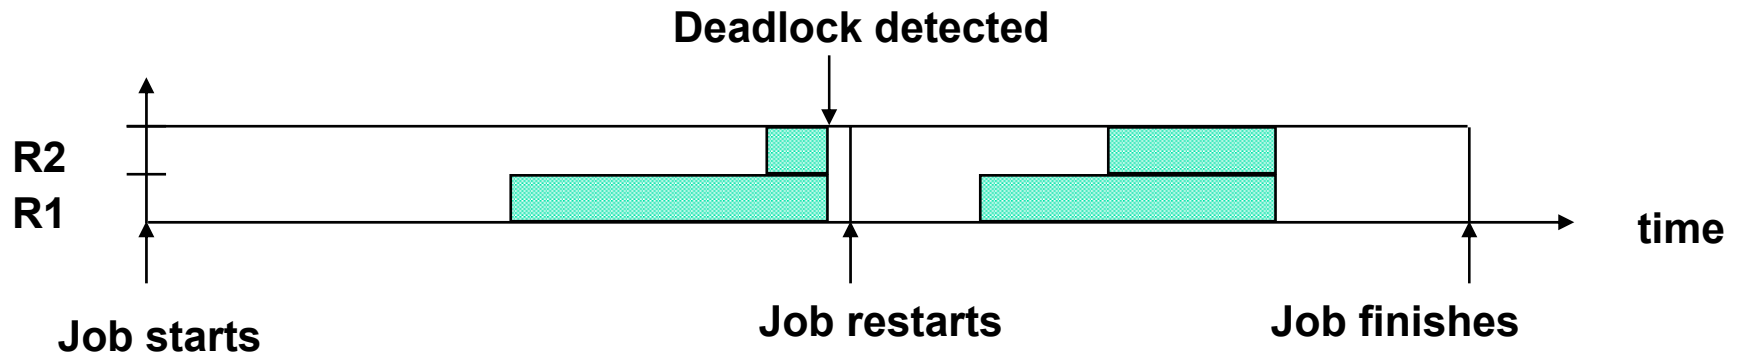 Deadlock detected
R2
R1
time
Job starts
Job restarts
Job finishes